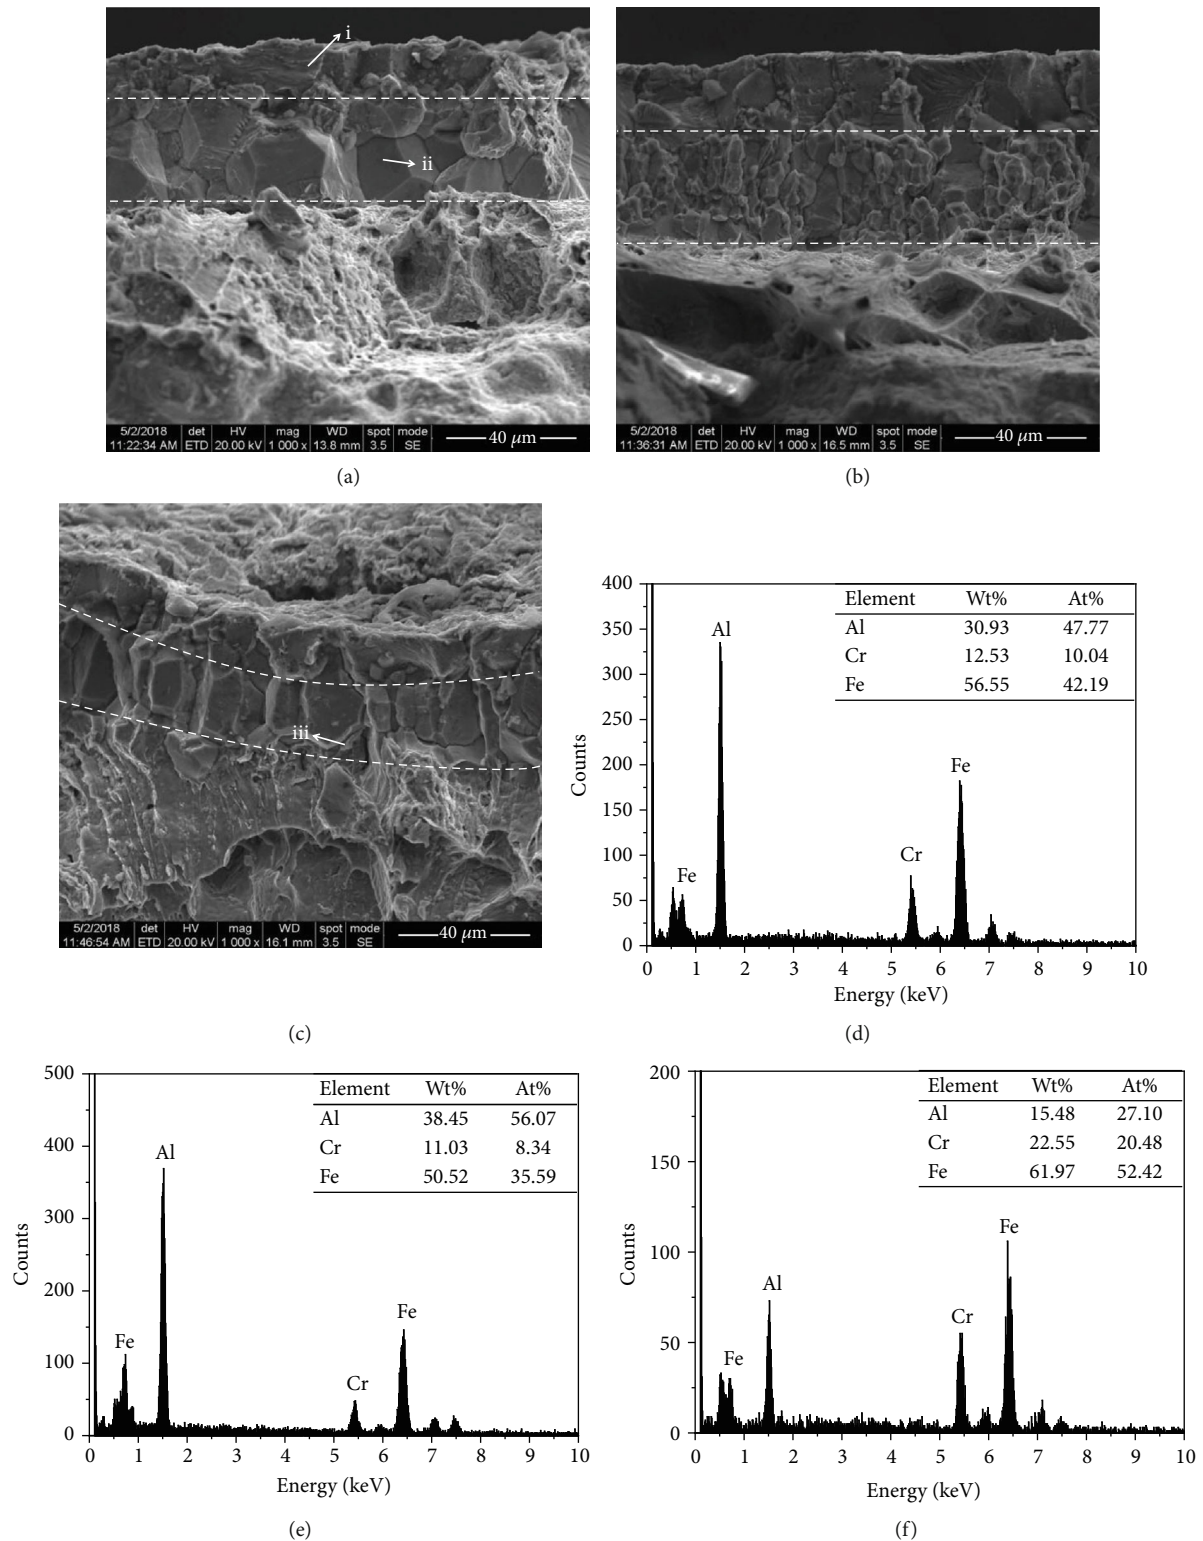 i
ii
5/2/2018 det HV mag WD spot mode
11:22:34 AM ETD 20.00 kV 1 000 x 13.8 mm 3.5 SE 40 μm
(a)
5/2/2018 det HV mag WD spot mode
11:36:31 AM ETD 20.00 kV 1 000 x 16.5 mm 3.5 SE 40 μm
(b)
iii
5/2/2018 det HV mag WD spot mode
11:46:54 AM ETD 20.00 kV 1 000 x 16.1 mm 3.5 SE 40 μm
(c)
400
350
300
250
200
150
100
50
0
Counts
Element Wt% At%
Al 30.93 47.77
Cr 12.53 10.04
Fe 56.55 42.19
Al
Fe
Cr
Fe
0 1 2 3 4 5 6 7 8 9 10
Energy (keV)
(d)
500
400
300
200
100
0
Counts
Element Wt% At%
Al 38.45 56.07
Cr 11.03 8.34
Fe 50.52 35.59
Al
Fe
Fe
Cr
0 1 2 3 4 5 6 7 8 9 10
Energy (keV)
(e)
200
150
100
50
0
Counts
Element Wt% At%
Al 15.48 27.10
Cr 22.55 20.48
Fe 61.97 52.42
Fe
Al
Cr
Fe
0 1 2 3 4 5 6 7 8 9 10
Energy (keV)
(f)